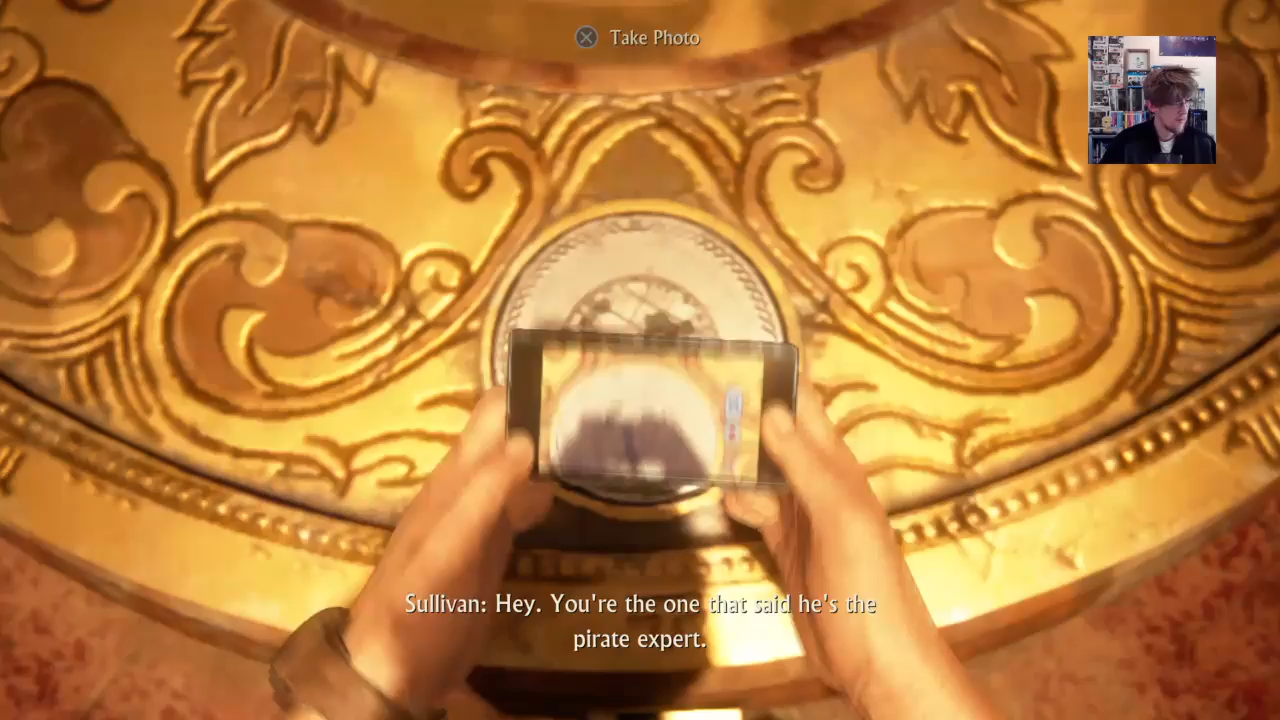 Take Photo
Sullivan: Hey. You're the one that said he's the
pirate expert.